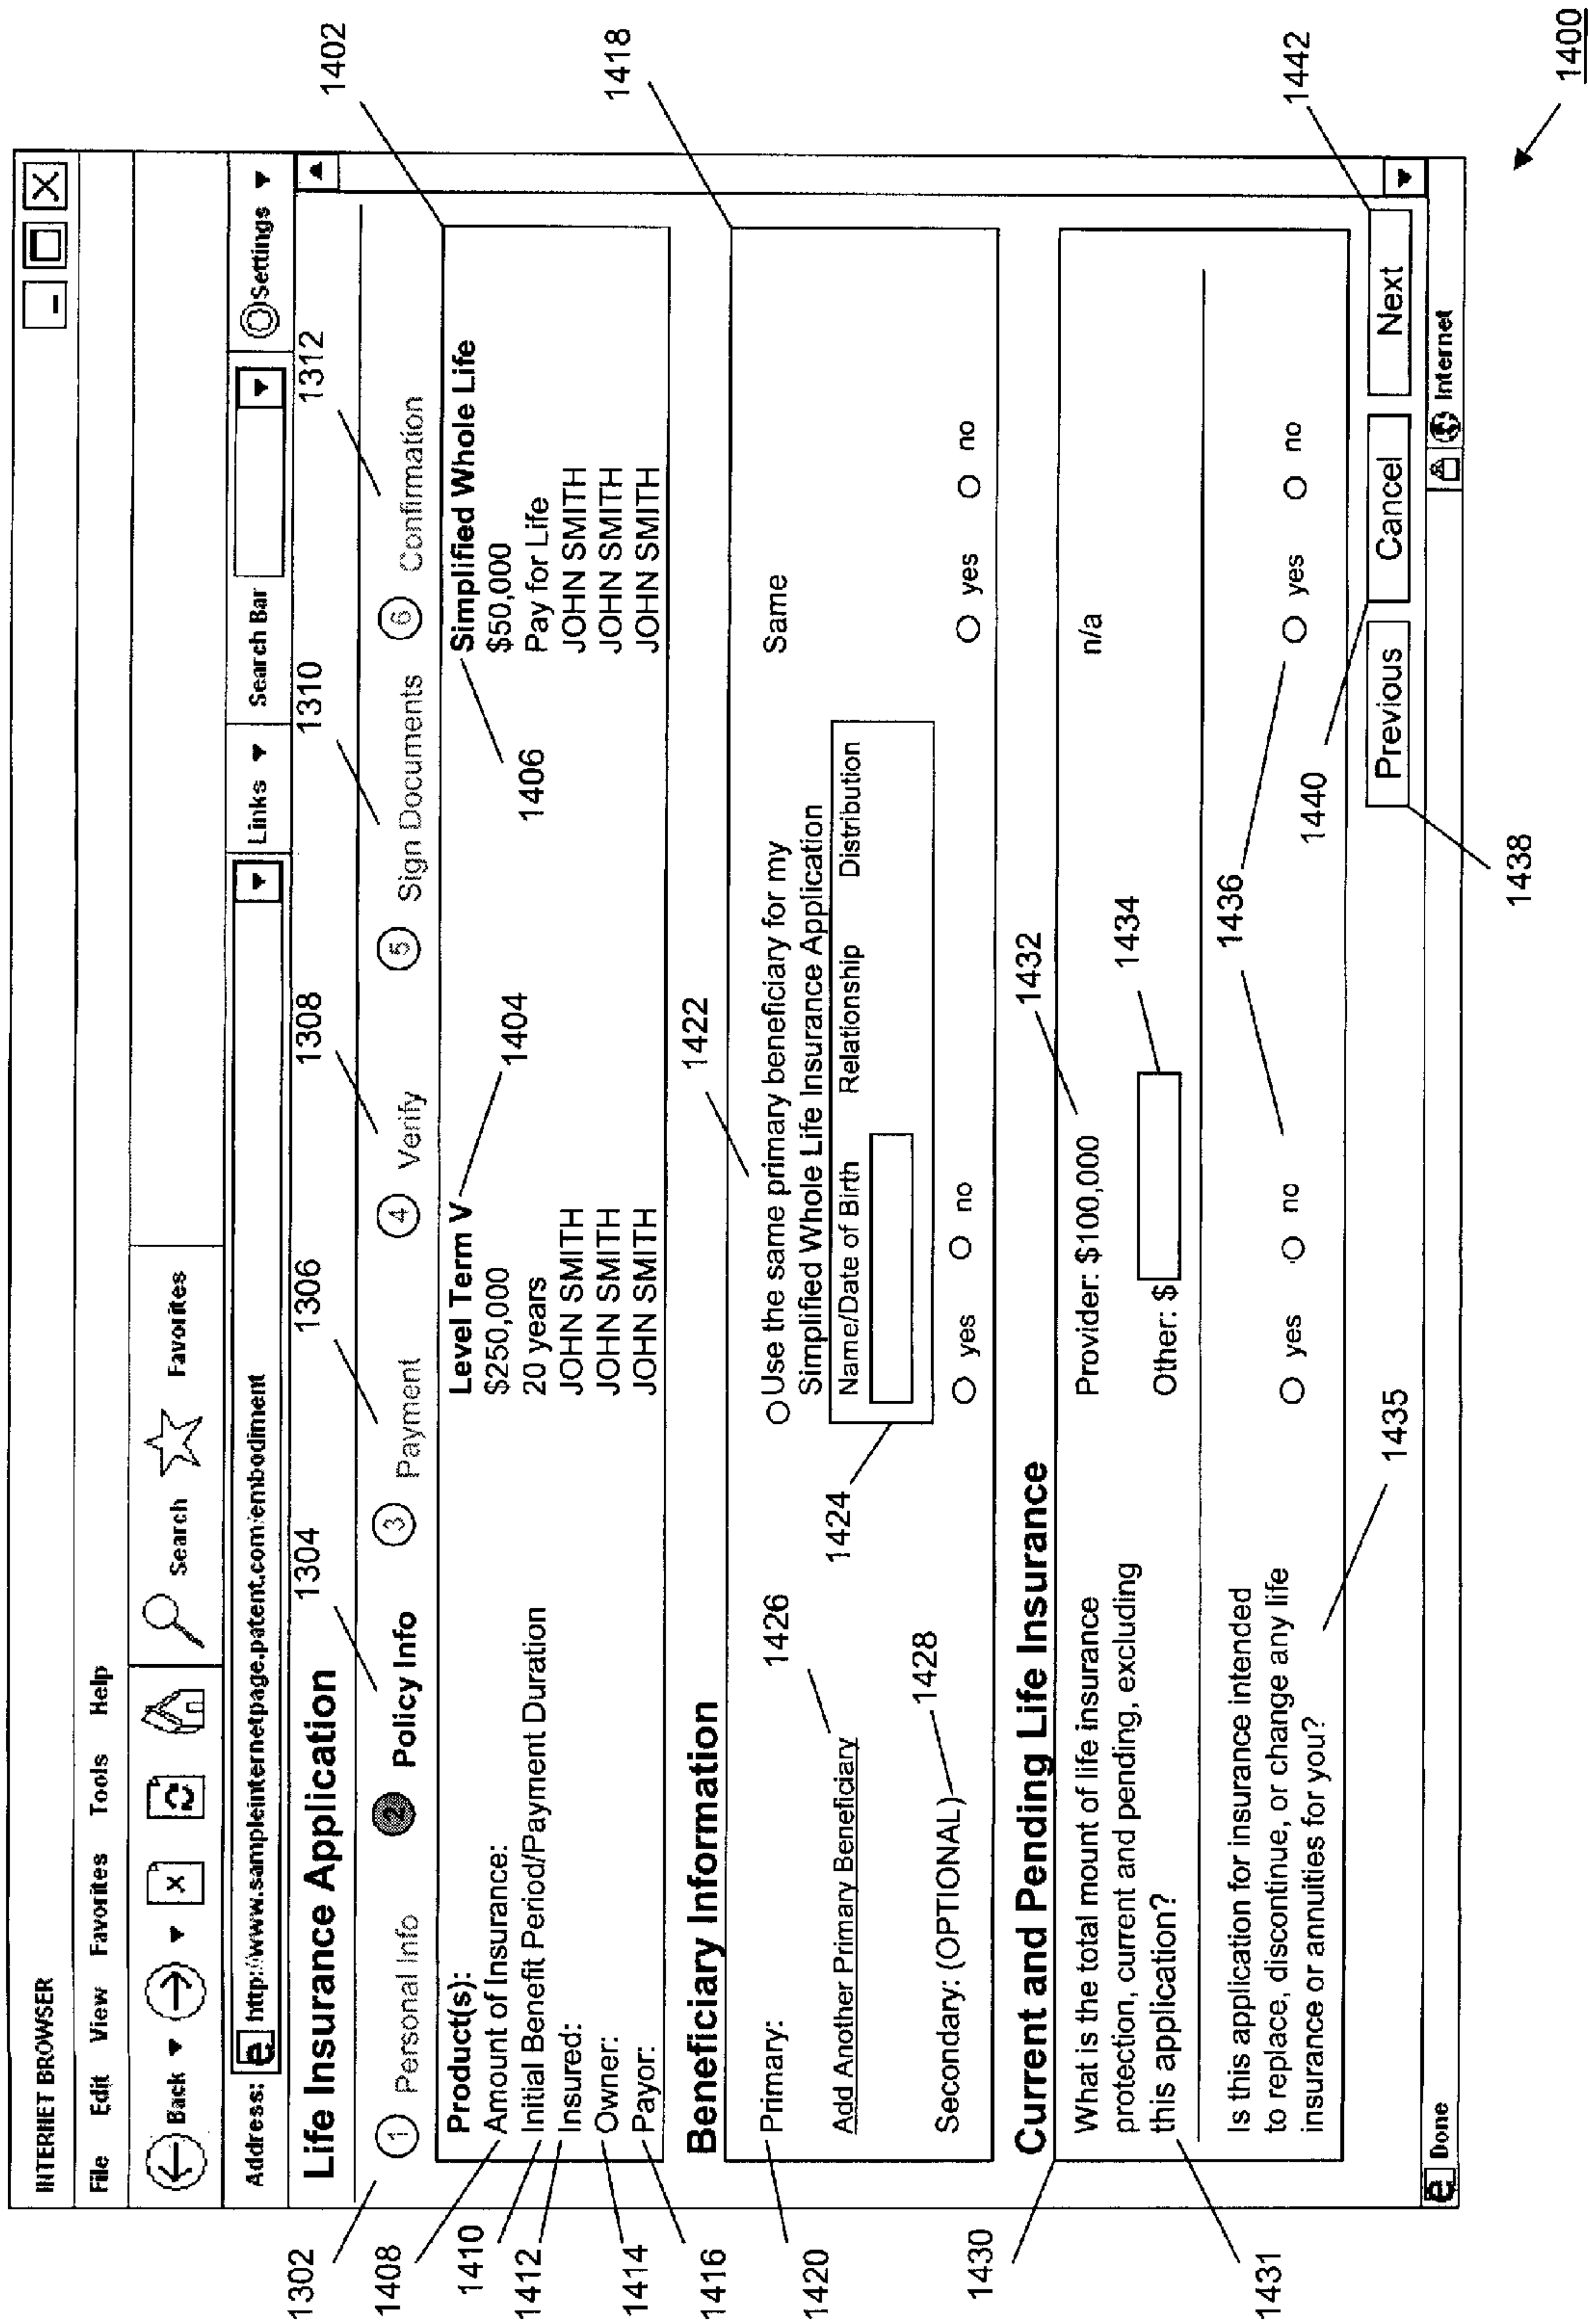 INTERNET BROWSER
File Edit View Favorites Tools Help
Back Search Favorites
Address: http://www.sampleinternetpage.patent.com/embodiment Links Search Bar Settings
Life Insurance Application
1304 1306 1308 1310 1312
1302
1 Personal Info 2 Policy Info 3 Payment 4 Verify 5 Sign Documents 6 Confirmation
1402
Product(s): Level Term V Simplified Whole Life
1404
1406
1408 Amount of Insurance: $250,000 $50,000
1410 Initial Benefit Period/Payment Duration 20 years Pay for Life
1412 Insured: JOHN SMITH JOHN SMITH
1414 Owner: JOHN SMITH JOHN SMITH
1416 Payor: JOHN SMITH JOHN SMITH
Beneficiary Information
1422
1418
1420 Primary: Use the same primary beneficiary for my Same
Simplified Whole Life Insurance Application
1426
Add Another Primary Beneficiary Name/Date of Birth Relationship Distribution
1424
1428
Secondary: (OPTIONAL) yes no yes no
Current and Pending Life Insurance
1430
1432
What is the total mount of life insurance Provider: $100,000 n/a
protection, current and pending, excluding
this application? Other: $
1434
1431
1436
Is this application for insurance intended
to replace, discontinue, or change any life yes no yes no
insurance or annuities for you?
1435
1440
1442
Previous Cancel Next
1438
Done Internet
1400